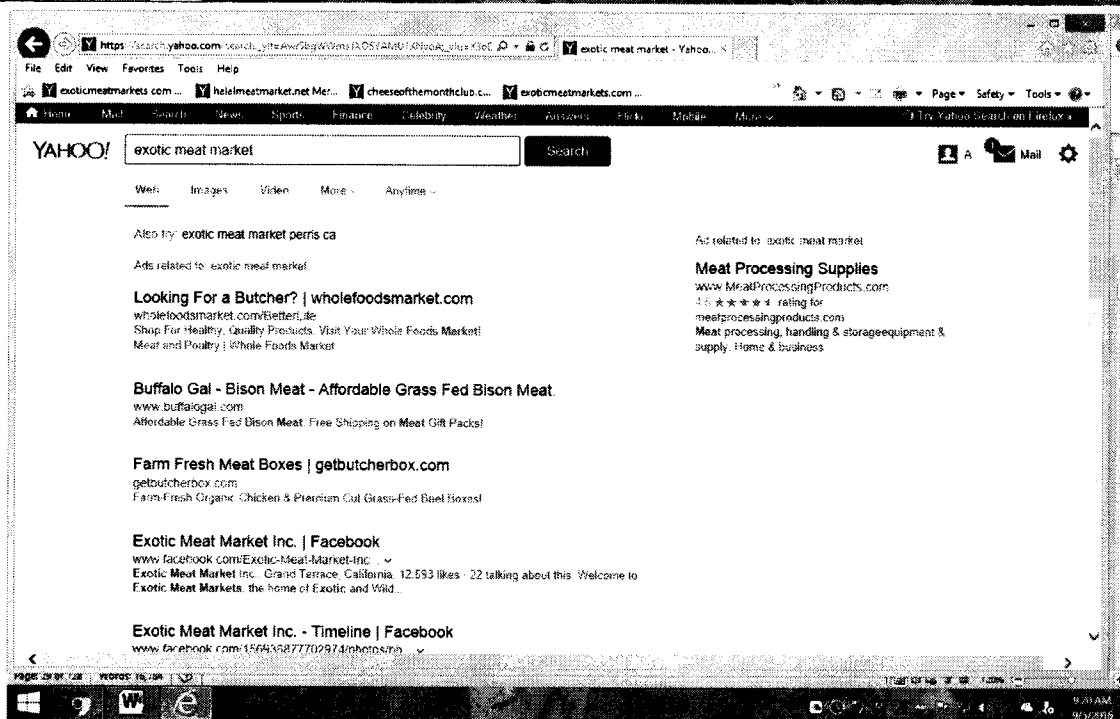 exotic meat market - Yahoo...
File Edit View Favorites Tools Help
exoticmeatmarkets com ... halalmeatmarket.net Mer... cheeseofthemonthclub.c... exoticmeatmarkets.com ...
Page Safety Tools
Home Mail Search News Sports Finance Celebrity Weather Answers Flickr Mobile More Try Yahoo Search on Firefox »
YAHOO! exotic meat market Search A 1 Mail
Web Images Video More Anytime
Also try: exotic meat market perris ca
Ads related to: exotic meat market
Looking For a Butcher? | wholefoodsmarket.com
wholefoodsmarket.com/BetterLife
Shop For Healthy, Quality Products. Visit Your Whole Foods Market!
Meat and Poultry | Whole Foods Market
Buffalo Gal - Bison Meat - Affordable Grass Fed Bison Meat.
www.buffalogal.com
Affordable Grass Fed Bison Meat. Free Shipping on Meat Gift Packs!
Farm Fresh Meat Boxes | getbutcherbox.com
getbutcherbox.com
Farm-Fresh Organic Chicken & Premium Cut Grass-Fed Beef Boxes!
Exotic Meat Market Inc. | Facebook
www.facebook.com/Exotic-Meat-Market-Inc...
Exotic Meat Market Inc., Grand Terrace, California. 12,593 likes · 22 talking about this. Welcome to
Exotic Meat Markets, the home of Exotic and Wild...
Exotic Meat Market Inc. - Timeline | Facebook
www.facebook.com/156936877702974/photos/
Ad related to: exotic meat market
Meat Processing Supplies
www.MeatProcessingProducts.com
rating for
meatprocessingproducts.com
Meat processing, handling & storageequipment &
supply. Home & business
9:20 AM